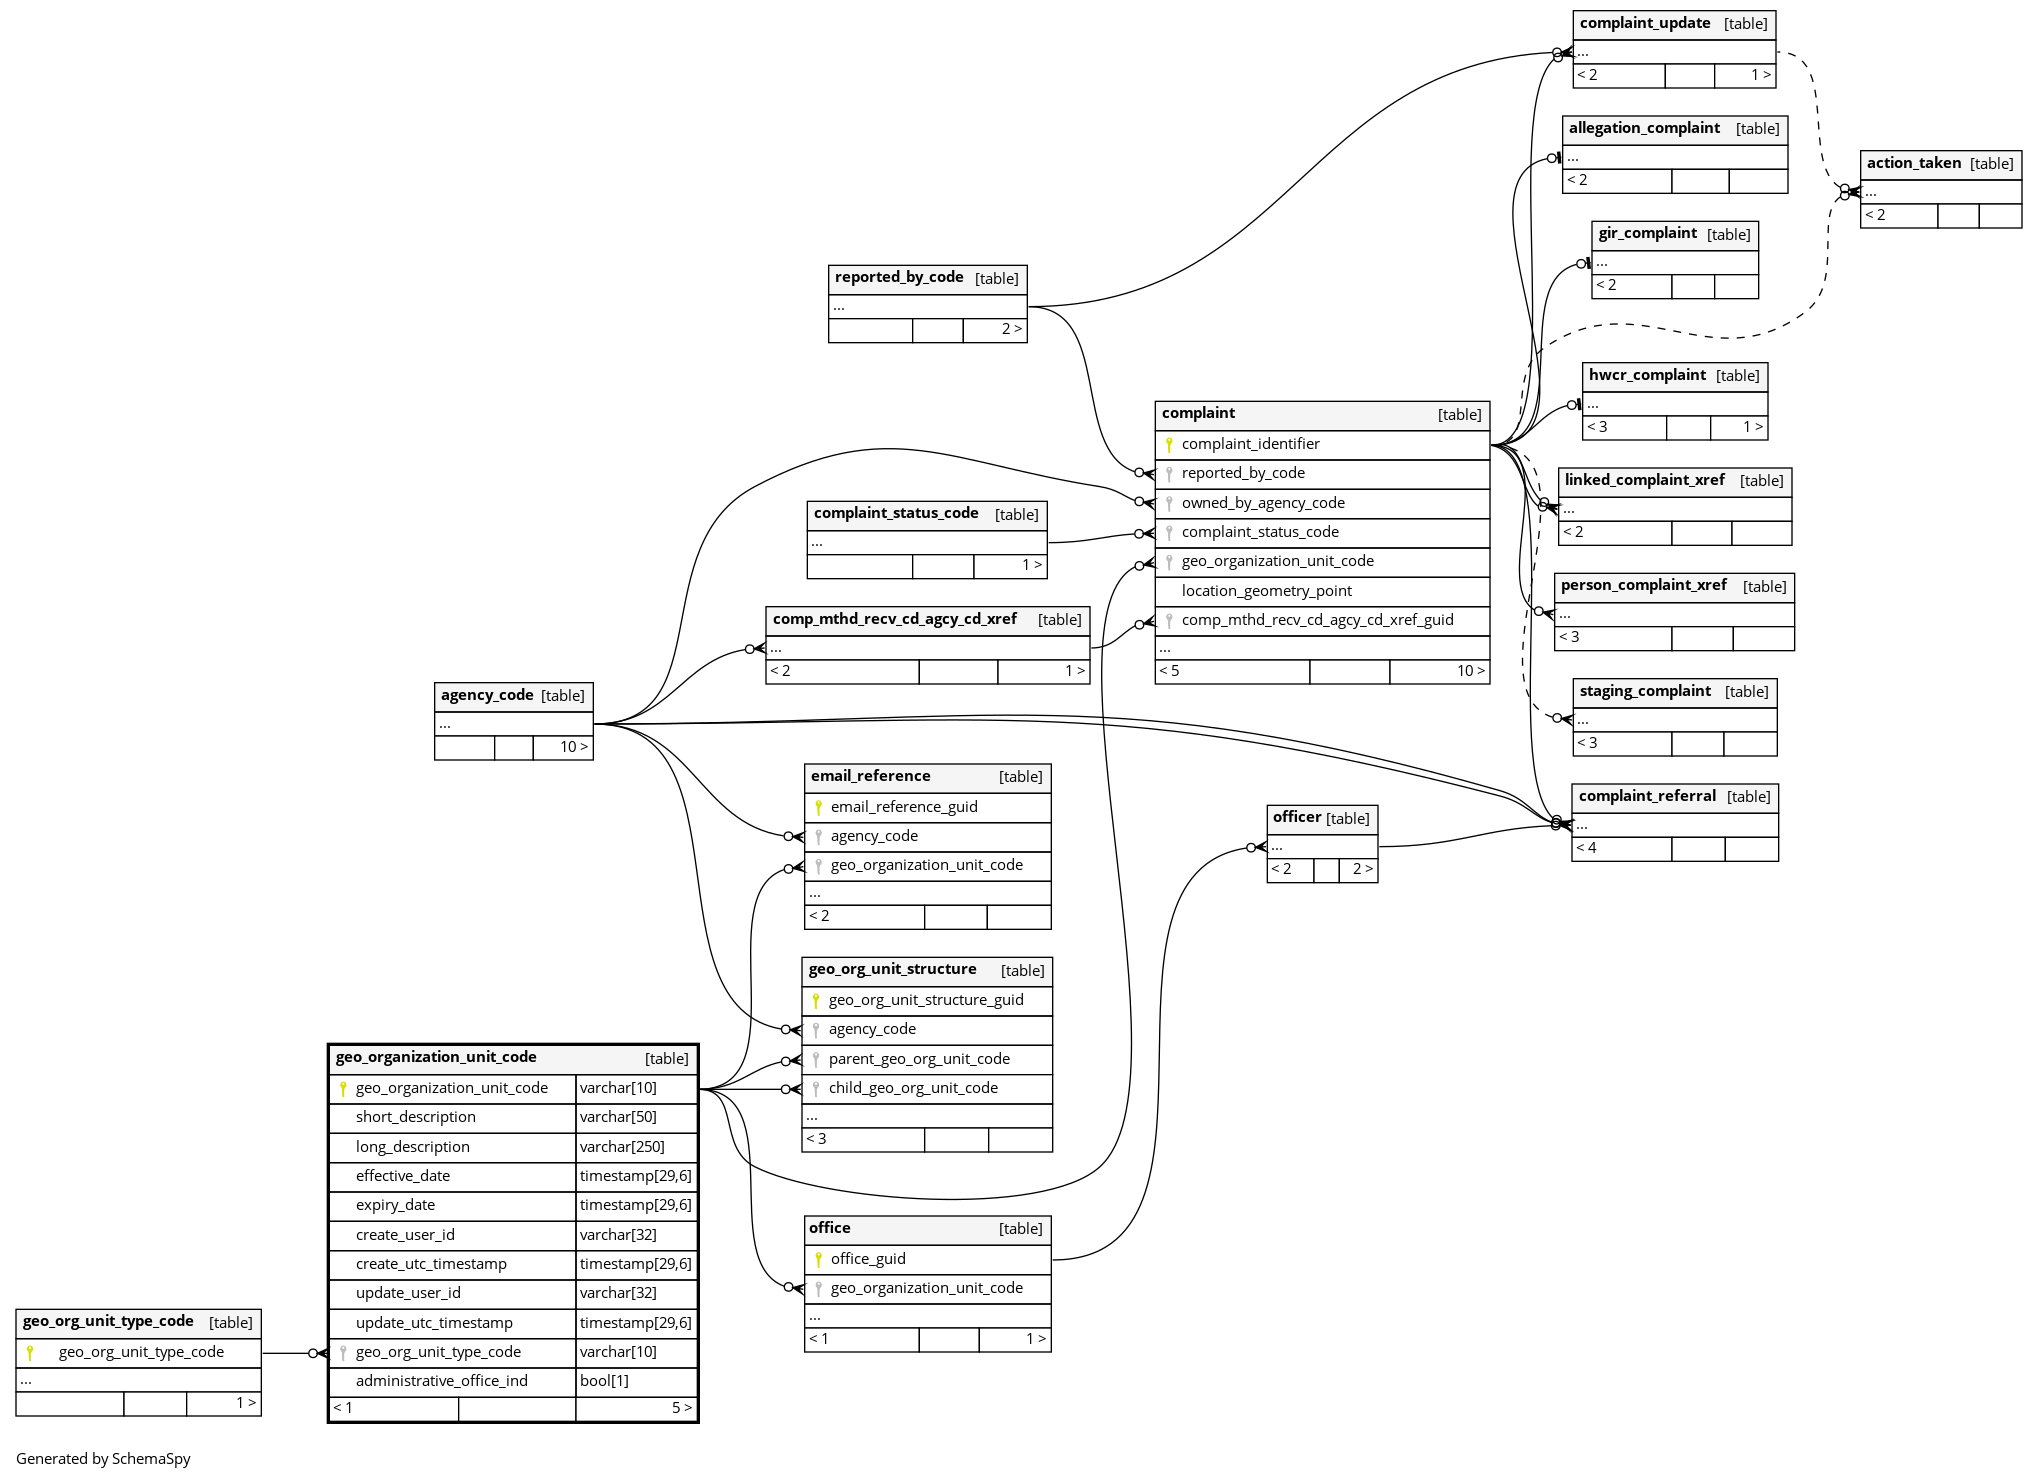 complaint_update [table]
...
< 2 1 >
allegation_complaint [table]
...
< 2
action_taken [table]
...
< 2
gir_complaint [table]
...
< 2
reported_by_code [table]
...
2 >
hwcr_complaint [table]
...
< 3 1 >
complaint [table]
complaint_identifier
reported_by_code
owned_by_agency_code
complaint_status_code
geo_organization_unit_code
location_geometry_point
comp_mthd_recv_cd_agcy_cd_xref_guid
...
< 5 10 >
linked_complaint_xref [table]
...
< 2
complaint_status_code [table]
...
1 >
person_complaint_xref [table]
...
< 3
comp_mthd_recv_cd_agcy_cd_xref [table]
...
< 2 1 >
staging_complaint [table]
...
< 3
agency_code [table]
...
10 >
email_reference [table]
email_reference_guid
agency_code
geo_organization_unit_code
...
< 2
complaint_referral [table]
...
< 4
officer [table]
...
< 2 2 >
geo_org_unit_structure [table]
geo_org_unit_structure_guid
agency_code
parent_geo_org_unit_code
child_geo_org_unit_code
...
< 3
geo_organization_unit_code [table]
geo_organization_unit_code varchar[10]
short_description varchar[50]
long_description varchar[250]
effective_date timestamp[29,6]
expiry_date timestamp[29,6]
create_user_id varchar[32]
create_utc_timestamp timestamp[29,6]
update_user_id varchar[32]
update_utc_timestamp timestamp[29,6]
geo_org_unit_type_code varchar[10]
administrative_office_ind bool[1]
< 1 5 >
office [table]
office_guid
geo_organization_unit_code
...
< 1 1 >
geo_org_unit_type_code [table]
geo_org_unit_type_code
...
1 >
Generated by SchemaSpy